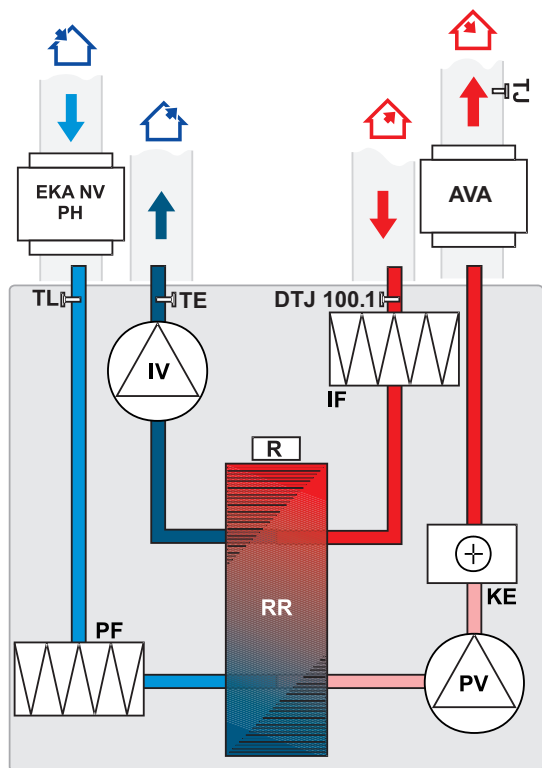 TJ
EKA NV
PH
AVA
TL
TE
DTJ 100.1
IV
IF
R
RR
KE
PF
PV